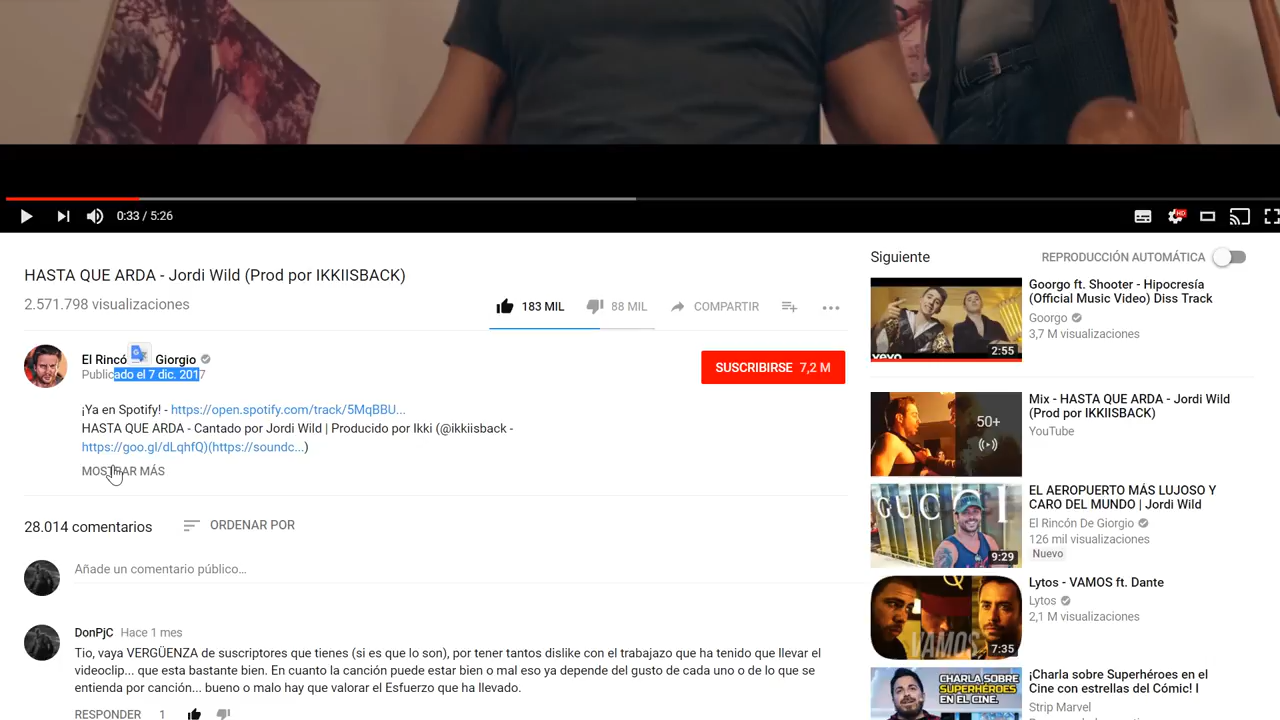 0:33 / 5:26
HD
HASTA QUE ARDA - Jordi Wild (Prod por IKKIISBACK)
2.571.798 visualizaciones
183 MIL
88 MIL
COMPARTIR
El Rincó Giorgio
Publicado el 7 dic. 2017
SUSCRIBIRSE 7,2 M
¡Ya en Spotify! - https://open.spotify.com/track/5MqBBU...
HASTA QUE ARDA - Cantado por Jordi Wild | Producido por Ikki (@ikkiisback -
https://goo.gl/dLqhfQ)(https://soundc...)
MOSTRAR MÁS
28.014 comentarios
ORDENAR POR
Añade un comentario público...
DonPjC Hace 1 mes
Tio, vaya VERGÜENZA de suscriptores que tienes (si es que lo son), por tener tantos dislike con el trabajazo que ha tenido que llevar el
videoclip... que esta bastante bien. En cuanto la canción puede estar bien o mal eso ya depende del gusto de cada uno o de lo que se
entienda por canción... bueno o malo hay que valorar el Esfuerzo que ha llevado.
RESPONDER 1
Siguiente
REPRODUCCIÓN AUTOMÁTICA
vevo
2:55
Goorgo ft. Shooter - Hipocresía
(Official Music Video) Diss Track
Goorgo
3,7 M visualizaciones
50+
Mix - HASTA QUE ARDA - Jordi Wild
(Prod por IKKIISBACK)
YouTube
GUCCI
9:29
EL AEROPUERTO MÁS LUJOSO Y
CARO DEL MUNDO | Jordi Wild
El Rincón De Giorgio
126 mil visualizaciones
Nuevo
VAMOS
7:35
Lytos - VAMOS ft. Dante
Lytos
2,1 M visualizaciones
CHARLA SOBRE
SUPERHÉROES
EN EL CINE.
¡Charla sobre Superhéroes en el
Cine con estrellas del Cómic! I
Strip Marvel